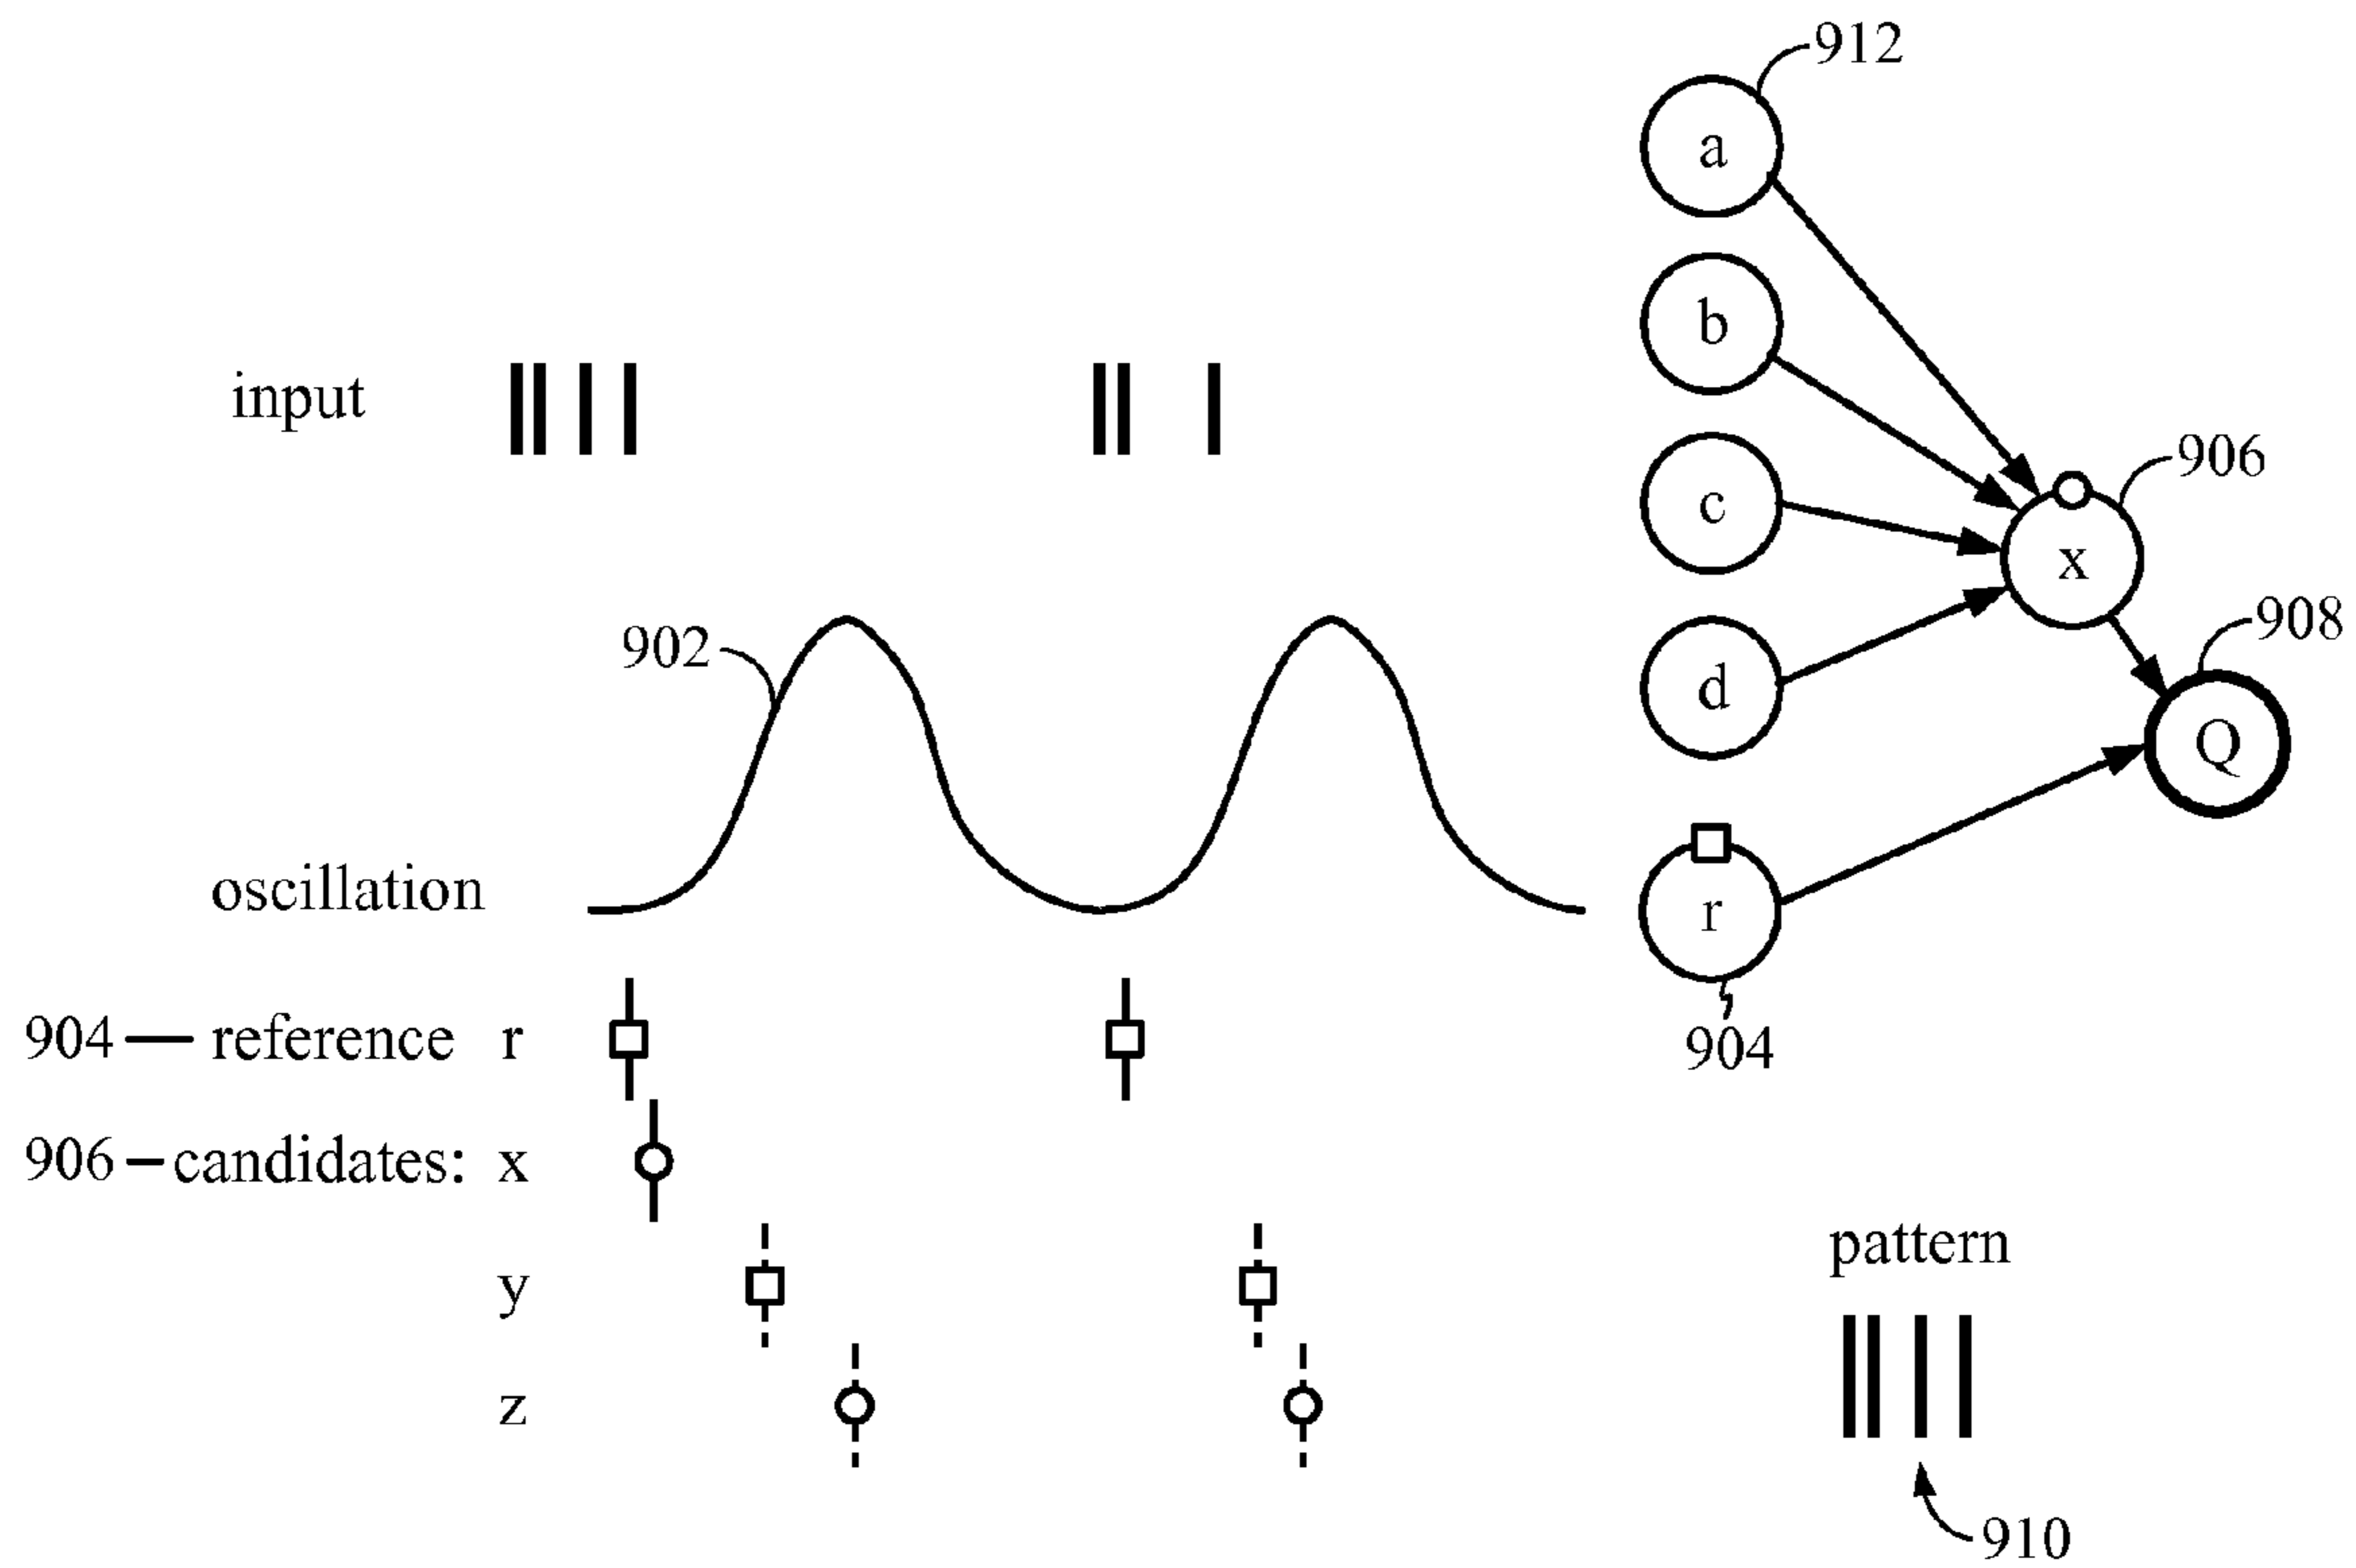 912
a
b
input
c
906
x
902
908
d
Q
oscillation
r
904 reference r
904
906 candidates: x
pattern
y
z
910